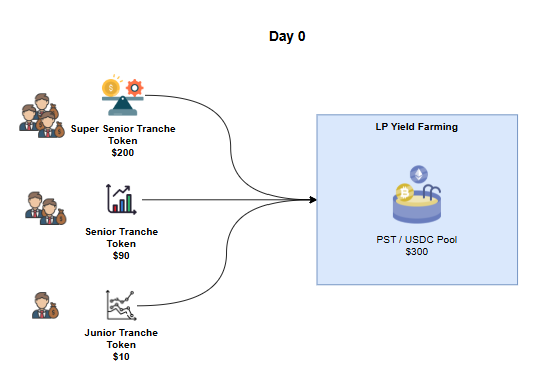 Day 0
Super Senior Tranche
Token
$200
Senior Tranche
Token
$90
Junior Tranche
Token
$10
LP Yield Farming
PST / USDC Pool
$300